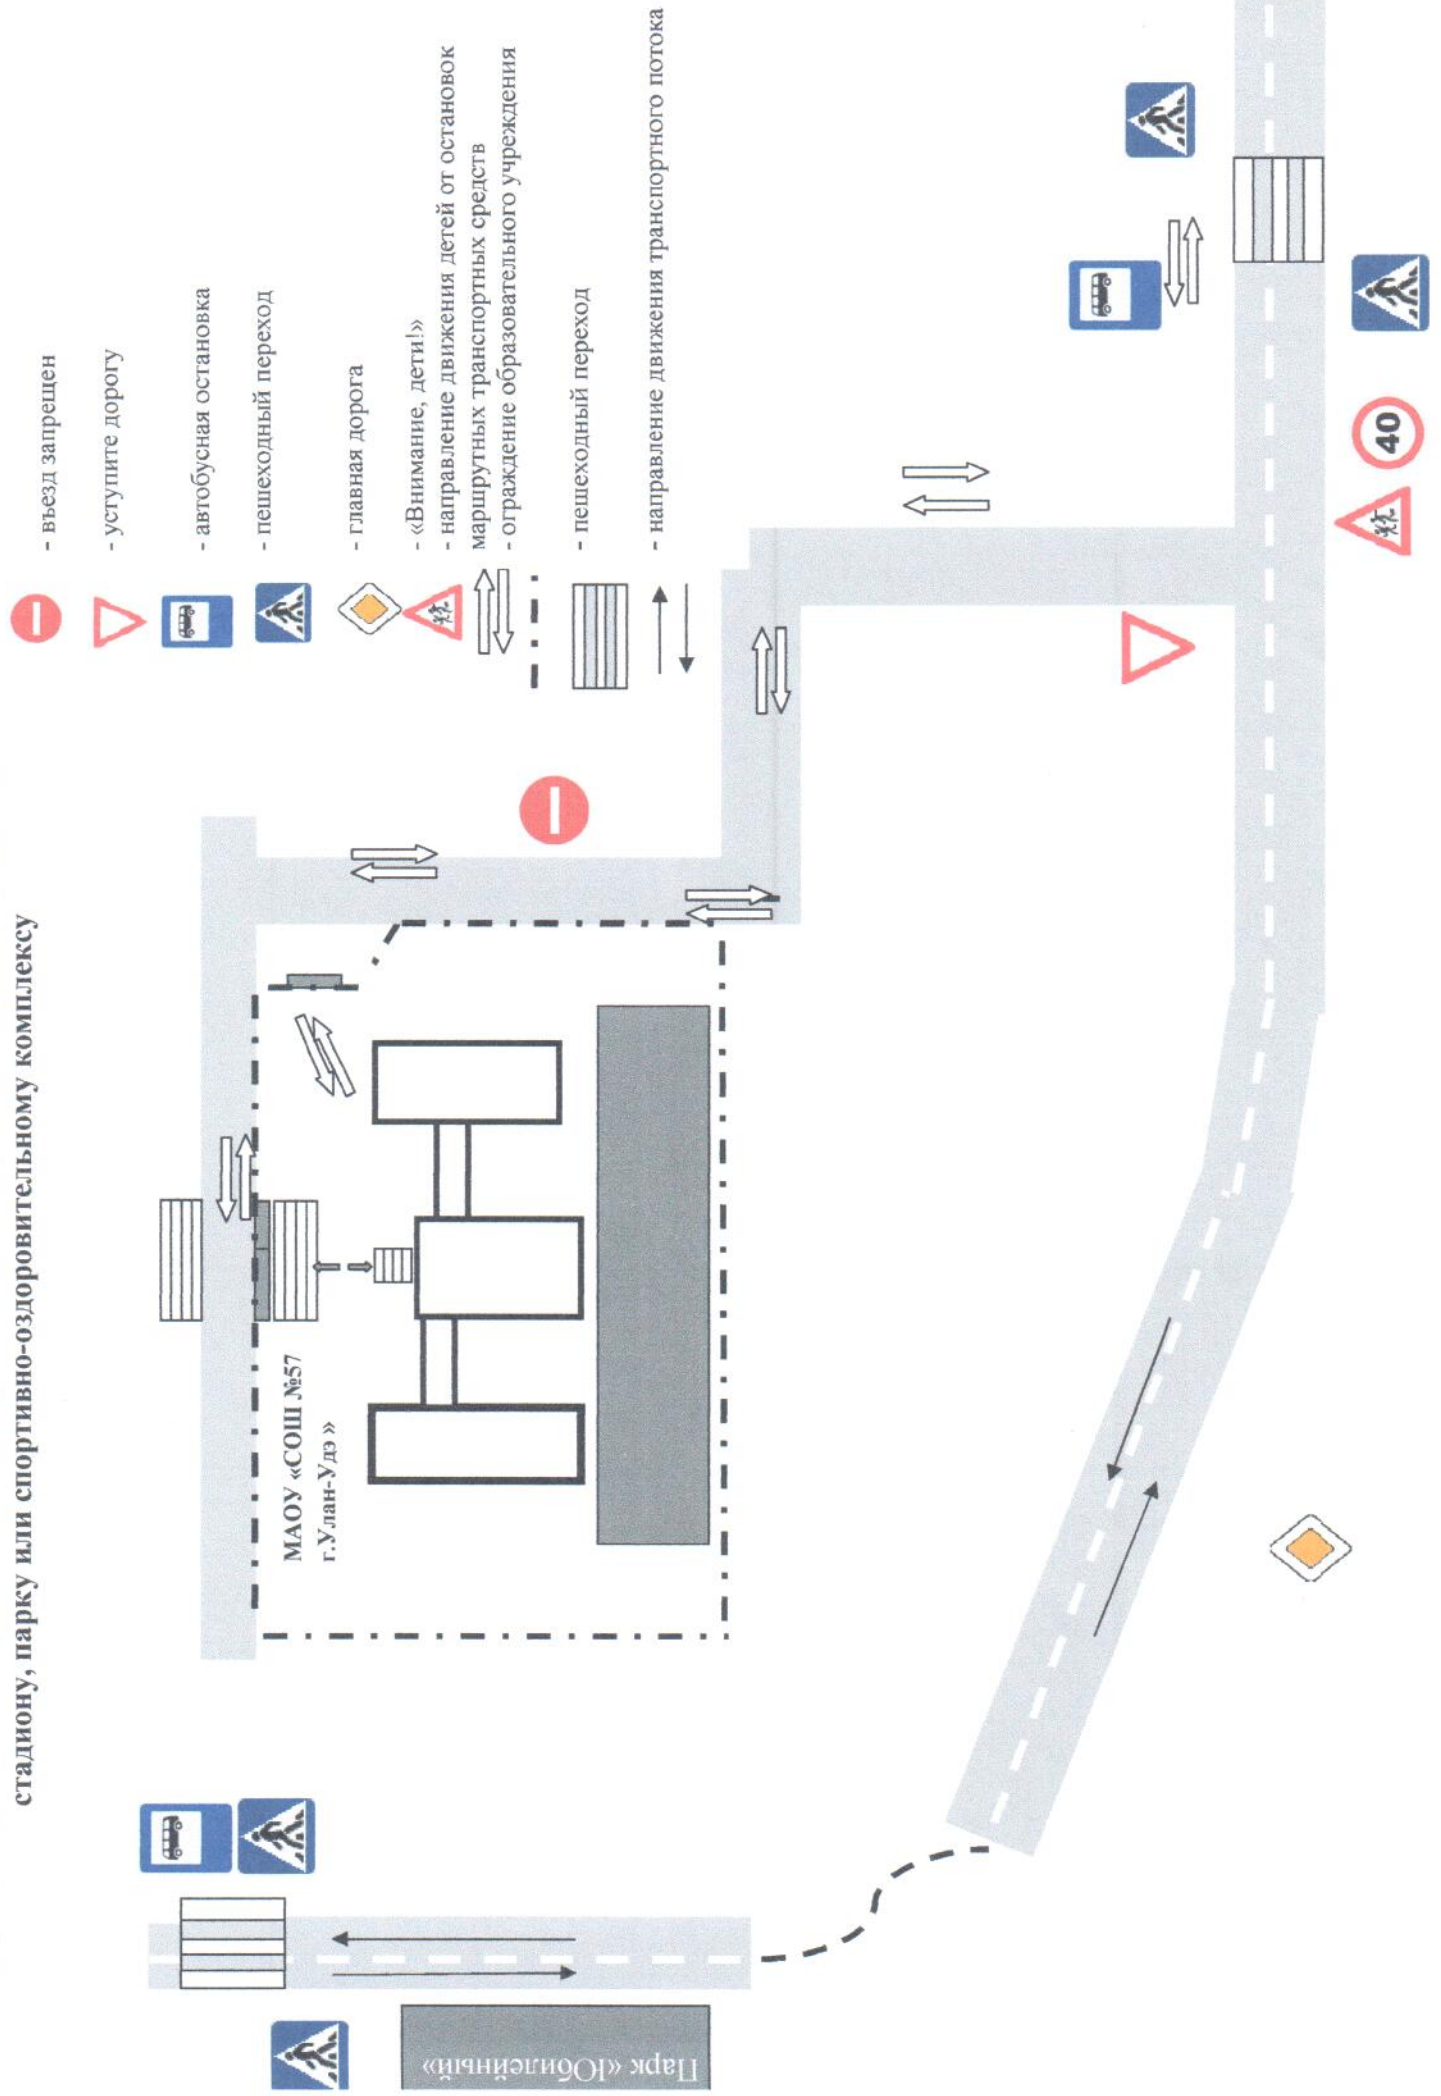 стадиону, парку или спортивно-оздоровительному комплексу
- въезд запрещен
- уступите дорогу
- автобусная остановка
- пешеходный переход
- главная дорога
- «Внимание, дети!»
- направление движения детей от остановок
маршрутных транспортных средств
- ограждение образовательного учреждения
- пешеходный переход
- направление движения транспортного потока
МАОУ «СОШ №57
г.Улан-Удэ »
Парк «Юбилейный»
40